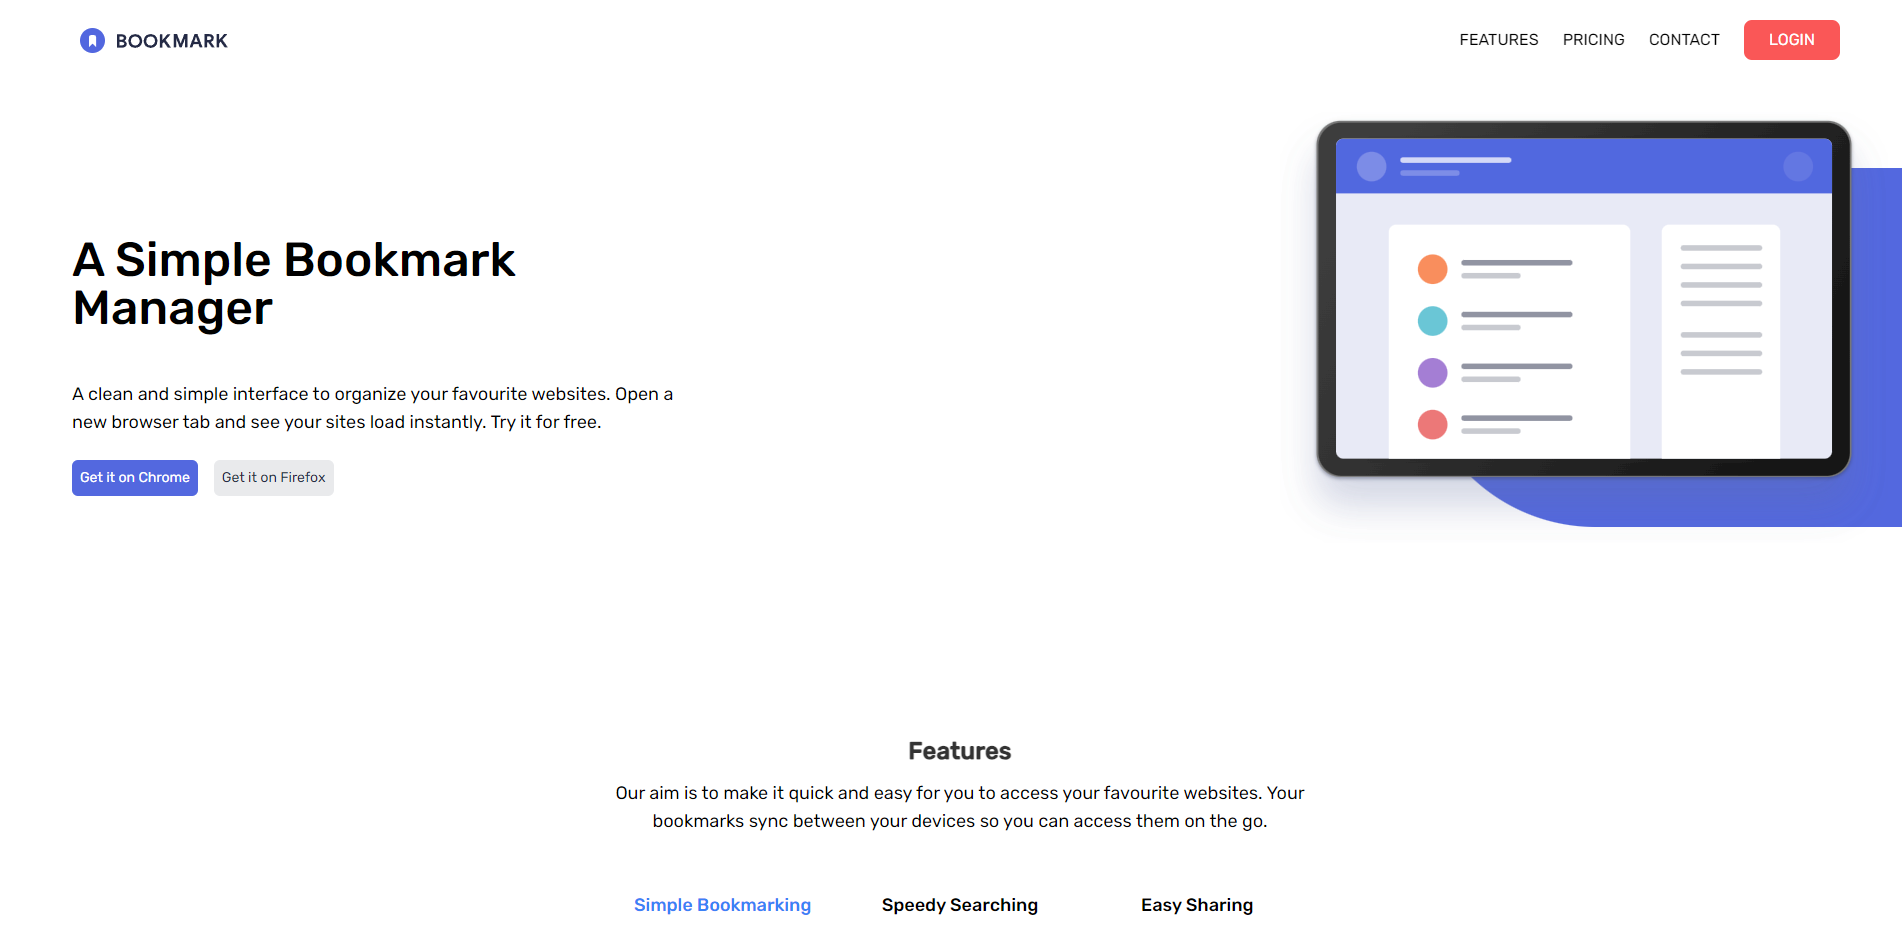 BOOKMARK
FEATURES PRICING CONTACT LOGIN
A Simple Bookmark
Manager
A clean and simple interface to organize your favourite websites. Open a
new browser tab and see your sites load instantly. Try it for free.
Get it on Chrome Get it on Firefox
Features
Our aim is to make it quick and easy for you to access your favourite websites. Your
bookmarks sync between your devices so you can access them on the go.
Simple Bookmarking Speedy Searching Easy Sharing